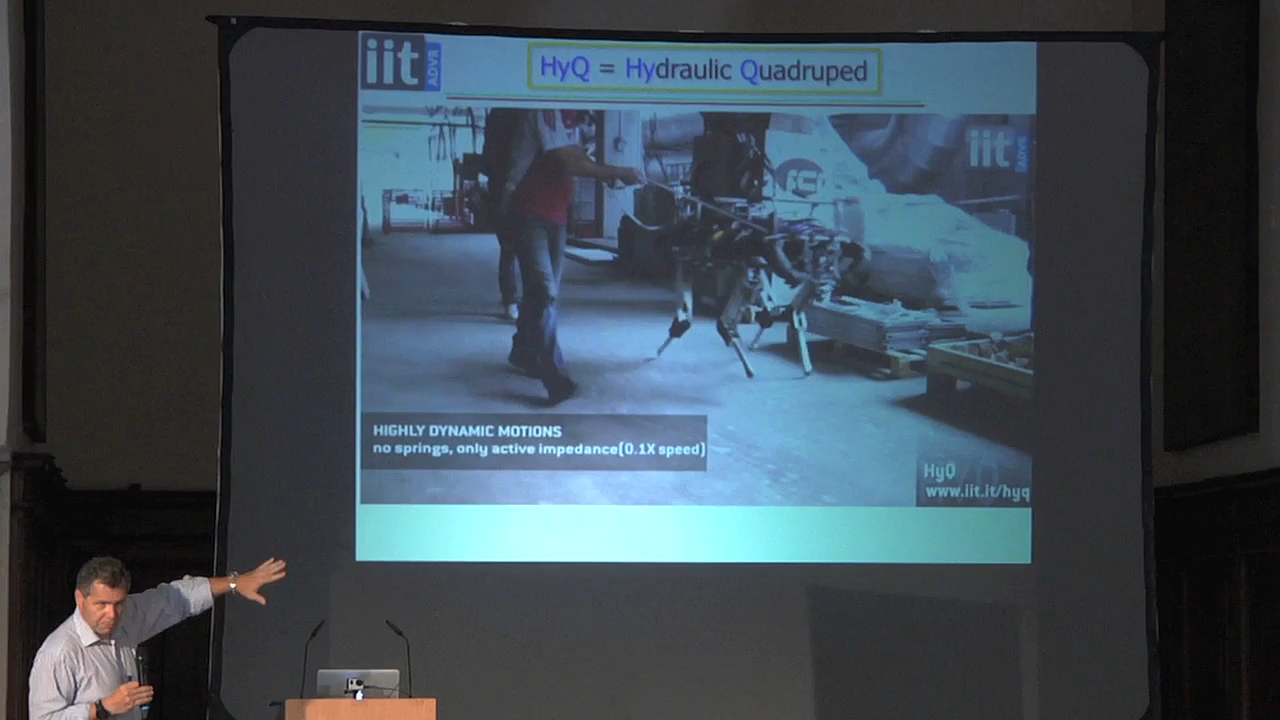 iit
ADVR
HyQ = Hydraulic Quadruped
iit
ADVR
HIGHLY DYNAMIC MOTIONS
no springs, only active impedance(0.1X speed)
HyQ
www.iit.it/hyq